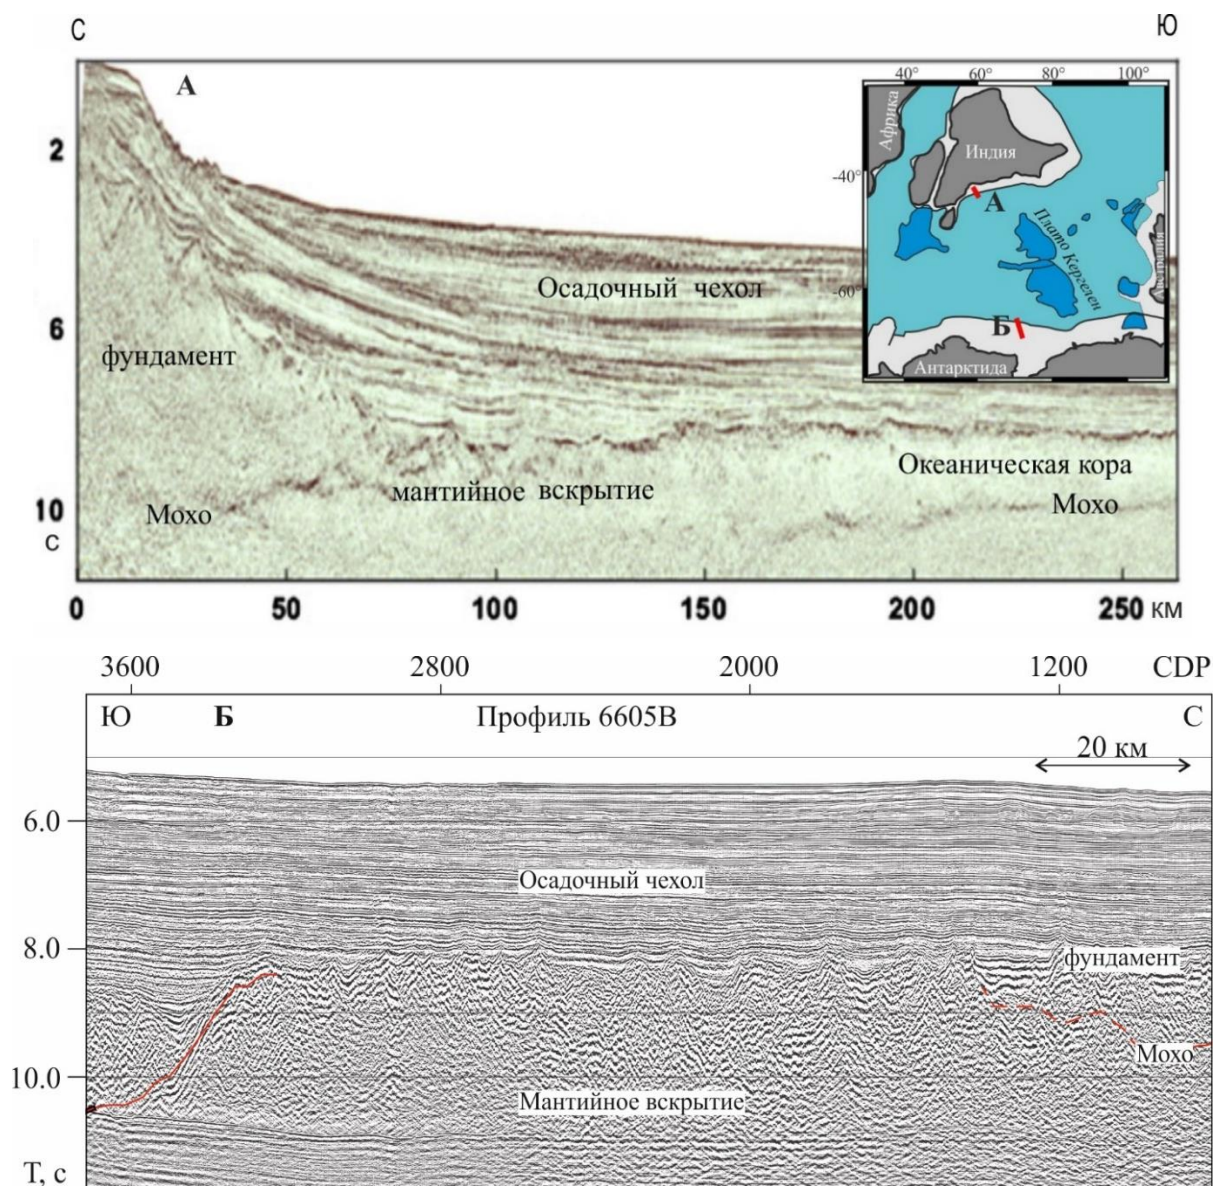 С
Ю
А
2
6
10
с
Осадочный чехол
фундамент
Мохо
мантийное вскрытие
Океаническая кора
Мохо
0
50
100
150
200
250 км
40° 60° 80° 100°
-40°
-60°
Африка
Индия
А
Плато Кергелен
Б
Антарктида
3600
2800
2000
1200
CDP
Ю
Б
Профиль 6605В
С
20 км
6.0
8.0
10.0
Т, с
Осадочный чехол
фундамент
Мохо
Мантийное вскрытие